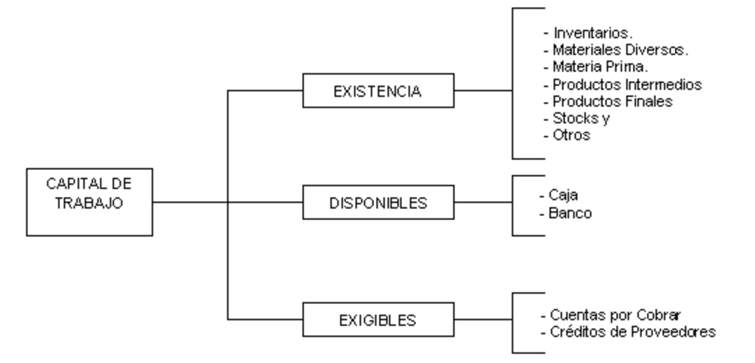 - Inventarios.
- Materiales Diversos.
- Materia Prima.
- Productos Intermedios
- Productos Finales
- Stocks y
- Otros
EXISTENCIA
CAPITAL DE
TRABAJO
DISPONIBLES
- Caja
- Banco
EXIGIBLES
- Cuentas por Cobrar
- Créditos de Proveedores